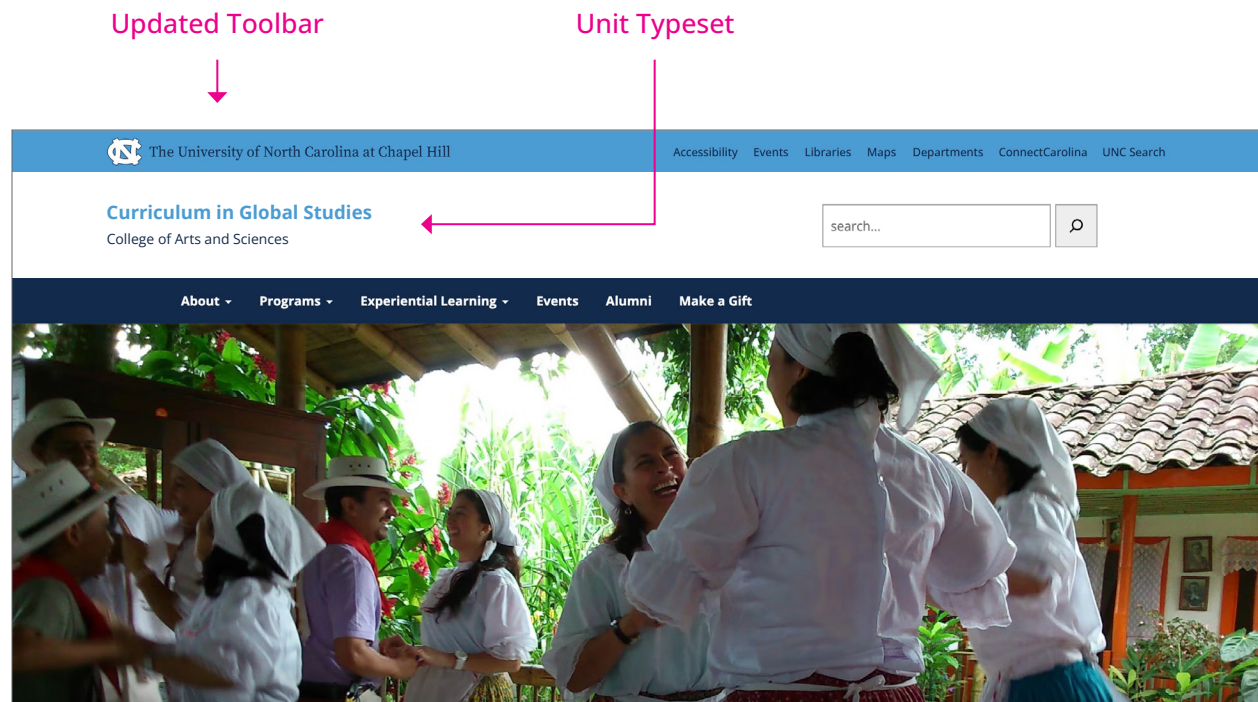 Updated Toolbar
Unit Typeset
NC The University of North Carolina at Chapel Hill
Accessibility Events Libraries Maps Departments ConnectCarolina UNC Search
Curriculum in Global Studies
College of Arts and Sciences
search...
About Programs Experiential Learning Events Alumni Make a Gift